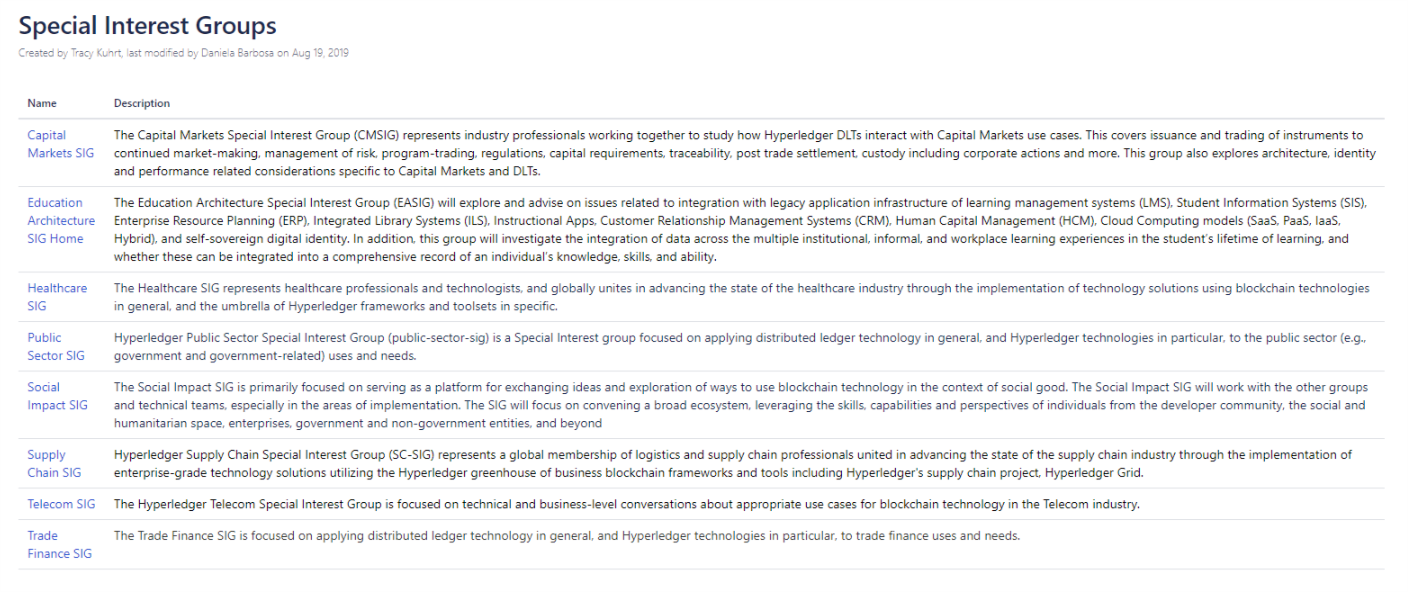 Special Interest Groups
Created by Tracy Kuhrt, last modified by Daniela Barbosa on Aug 19, 2019
Name Description
Capital Markets SIG
The Capital Markets Special Interest Group (CMSIG) represents industry professionals working together to study how Hyperledger DLTs interact with Capital Markets use cases. This covers issuance and trading of instruments to
continued market-making, management of risk, program-trading, regulations, capital requirements, traceability, post trade settlement, custody including corporate actions and more. This group also explores architecture, identity
and performance related considerations specific to Capital Markets and DLTs.
Education Architecture SIG Home
The Education Architecture Special Interest Group (EASIG) will explore and advise on issues related to integration with legacy application infrastructure of learning management systems (LMS), Student Information Systems (SIS),
Enterprise Resource Planning (ERP), Integrated Library Systems (ILS), Instructional Apps, Customer Relationship Management Systems (CRM), Human Capital Management (HCM), Cloud Computing models (SaaS, PaaS, IaaS,
Hybrid), and self-sovereign digital identity. In addition, this group will investigate the integration of data across the multiple institutional, informal, and workplace learning experiences in the student's lifetime of learning, and
whether these can be integrated into a comprehensive record of an individual's knowledge, skills, and ability.
Healthcare SIG
The Healthcare SIG represents healthcare professionals and technologists, and globally unites in advancing the state of the healthcare industry through the implementation of technology solutions using blockchain technologies
in general, and the umbrella of Hyperledger frameworks and toolsets in specific.
Public Sector SIG
Hyperledger Public Sector Special Interest Group (public-sector-sig) is a Special Interest group focused on applying distributed ledger technology in general, and Hyperledger technologies in particular, to the public sector (e.g.,
government and government-related) uses and needs.
Social Impact SIG
The Social Impact SIG is primarily focused on serving as a platform for exchanging ideas and exploration of ways to use blockchain technology in the context of social good. The Social Impact SIG will work with the other groups
and technical teams, especially in the areas of implementation. The SIG will focus on convening a broad ecosystem, leveraging the skills, capabilities and perspectives of individuals from the developer community, the social and
humanitarian space, enterprises, government and non-government entities, and beyond
Supply Chain SIG
Hyperledger Supply Chain Special Interest Group (SC-SIG) represents a global membership of logistics and supply chain professionals united in advancing the state of the supply chain industry through the implementation of
enterprise-grade technology solutions utilizing the Hyperledger greenhouse of business blockchain frameworks and tools including Hyperledger's supply chain project, Hyperledger Grid.
Telecom SIG
The Hyperledger Telecom Special Interest Group is focused on technical and business-level conversations about appropriate use cases for blockchain technology in the Telecom industry.
Trade Finance SIG
The Trade Finance SIG is focused on applying distributed ledger technology in general, and Hyperledger technologies in particular, to trade finance uses and needs.